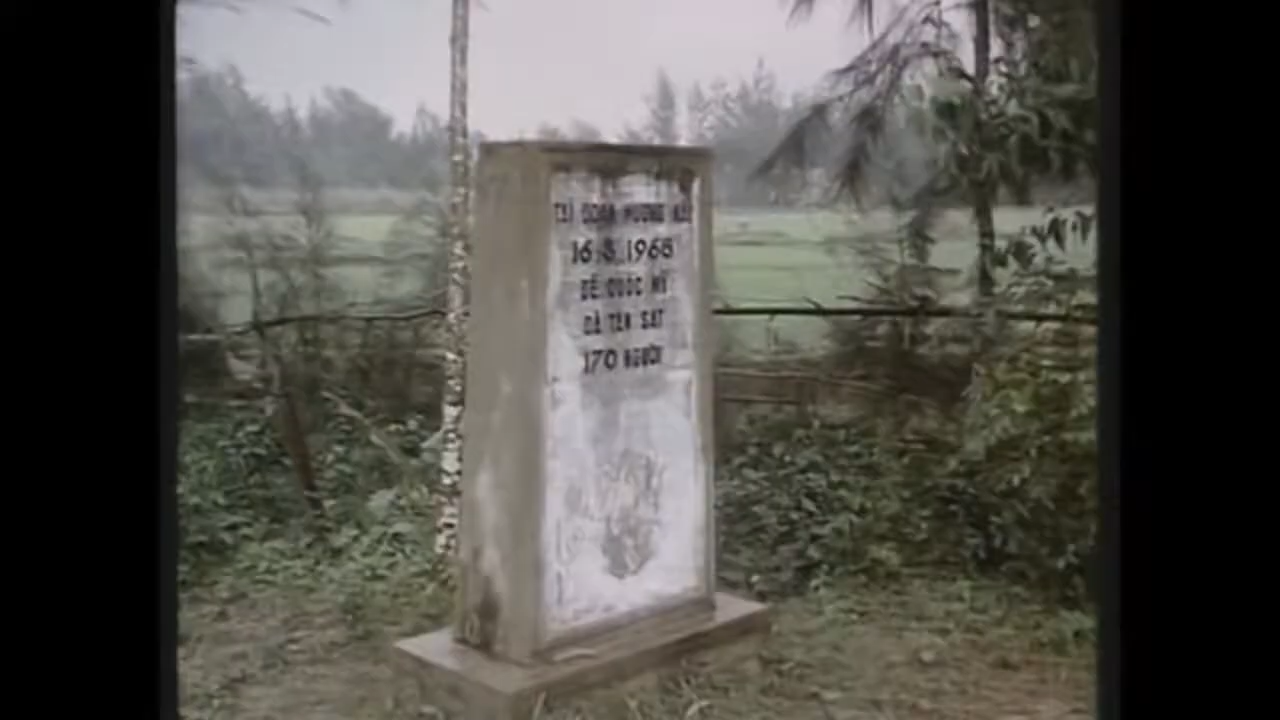 TẠI ĐOẠN MƯƠNG NÀY
16.3.1968
ĐẾ QUỐC MỸ
ĐÃ TÀN SÁT
170 NGƯỜI